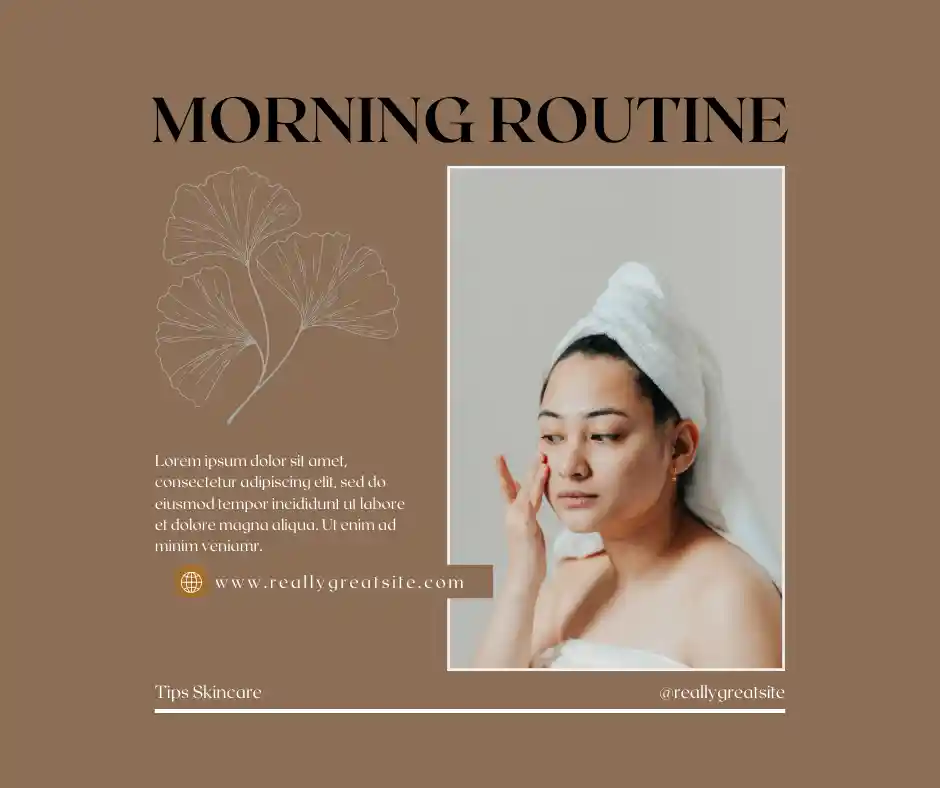 MORNING ROUTINE
Lorem ipsum dolor sit amet,
consectetur adipiscing elit, sed do
eiusmod tempor incididunt ut labore
et dolore magna aliqua. Ut enim ad
minim veniamr.
www.reallygreatsite.com
Tips Skincare
@reallygreatsite